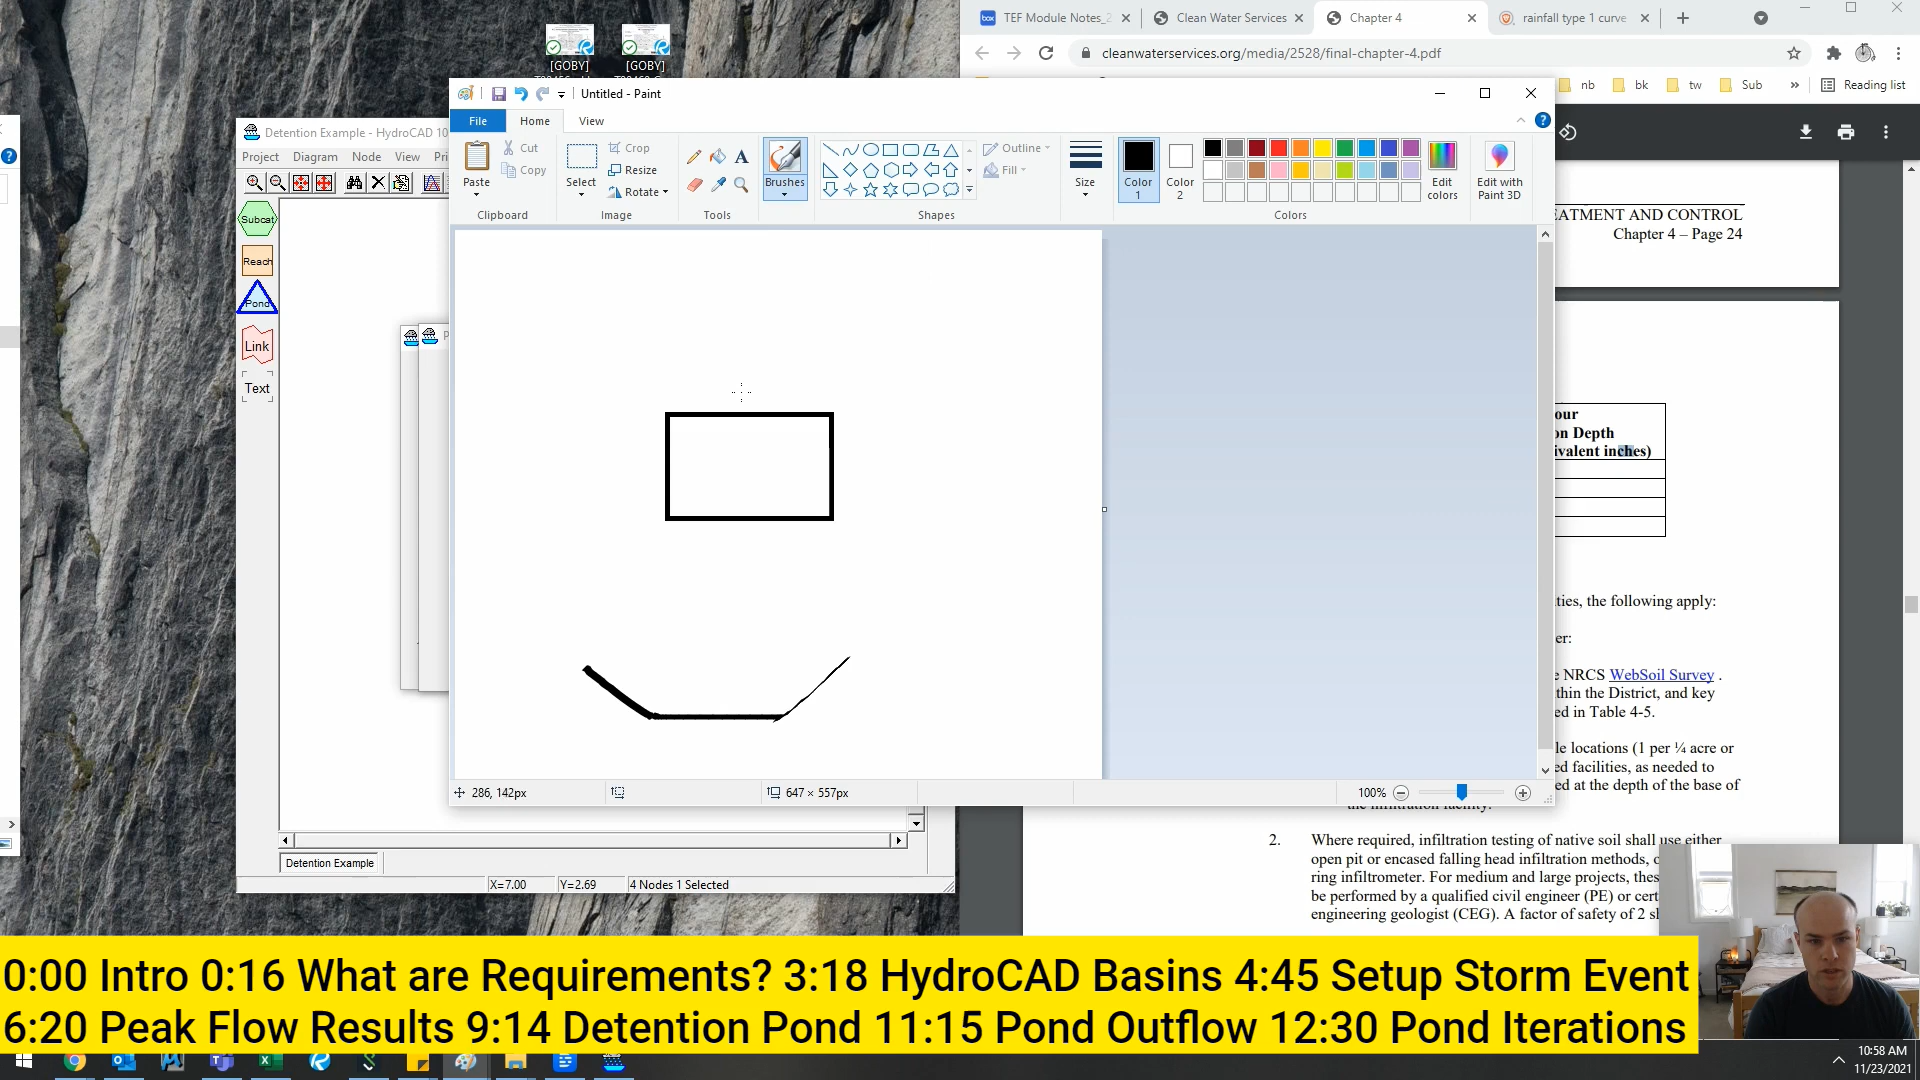 [GOBY]
[GOBY]
TEF Module Notes_2
Clean Water Services
Chapter 4
rainfall type 1 curve
cleanwaterservices.org/media/2528/final-chapter-4.pdf
nb
bk
tw
Sub
»
Reading list
Untitled - Paint
File
Home
View
Paste
Cut
Copy
Clipboard
Select
Crop
Resize
Rotate
Image
Tools
Brushes
Shapes
Outline
Fill
Size
Color
1
Color
2
Edit
colors
Colors
Edit with
Paint 3D
Detention Example - HydroCAD 10
Project
Diagram
Node
View
Subcat
Reach
Pond
Link
Text
286, 142px
647 × 557px
100%
Detention Example
X=7.00
Y=2.69
4 Nodes 1 Selected
EATMENT AND CONTROL
Chapter 4 – Page 24
our
on Depth
ivalent inches)
ties, the following apply:
er:
e NRCS WebSoil Survey .
thin the District, and key
ed in Table 4-5.
le locations (1 per ¼ acre or
ed facilities, as needed to
ed at the depth of the base of
the infiltration facility.
2. Where required, infiltration testing of native soil shall use either
open pit or encased falling head infiltration methods, o
ring infiltrometer. For medium and large projects, thes
be performed by a qualified civil engineer (PE) or cert
engineering geologist (CEG). A factor of safety of 2 sl
0:00 Intro 0:16 What are Requirements? 3:18 HydroCAD Basins 4:45 Setup Storm Event
6:20 Peak Flow Results 9:14 Detention Pond 11:15 Pond Outflow 12:30 Pond Iterations
10:58 AM
11/23/2021